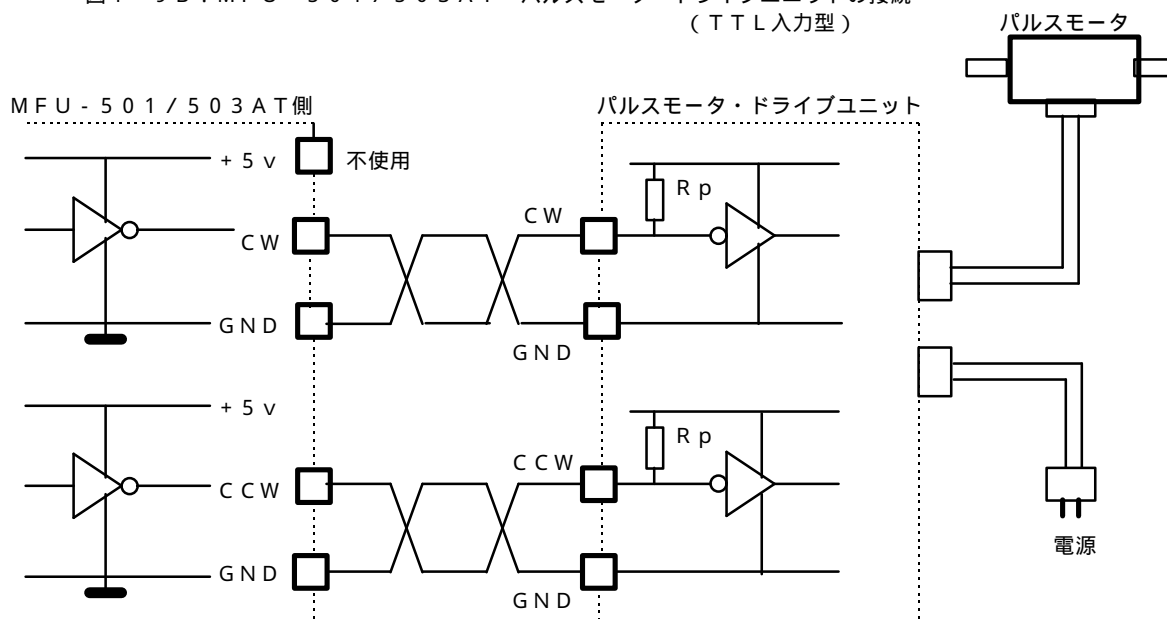 (TTL入力型)
パルスモータ
MFU-501/503AT側
パルスモータ・ドライブユニット
+5v
不使用
Rp
CW
CW
GND
GND
+5v
Rp
CCW
CCW
GND
GND
電源